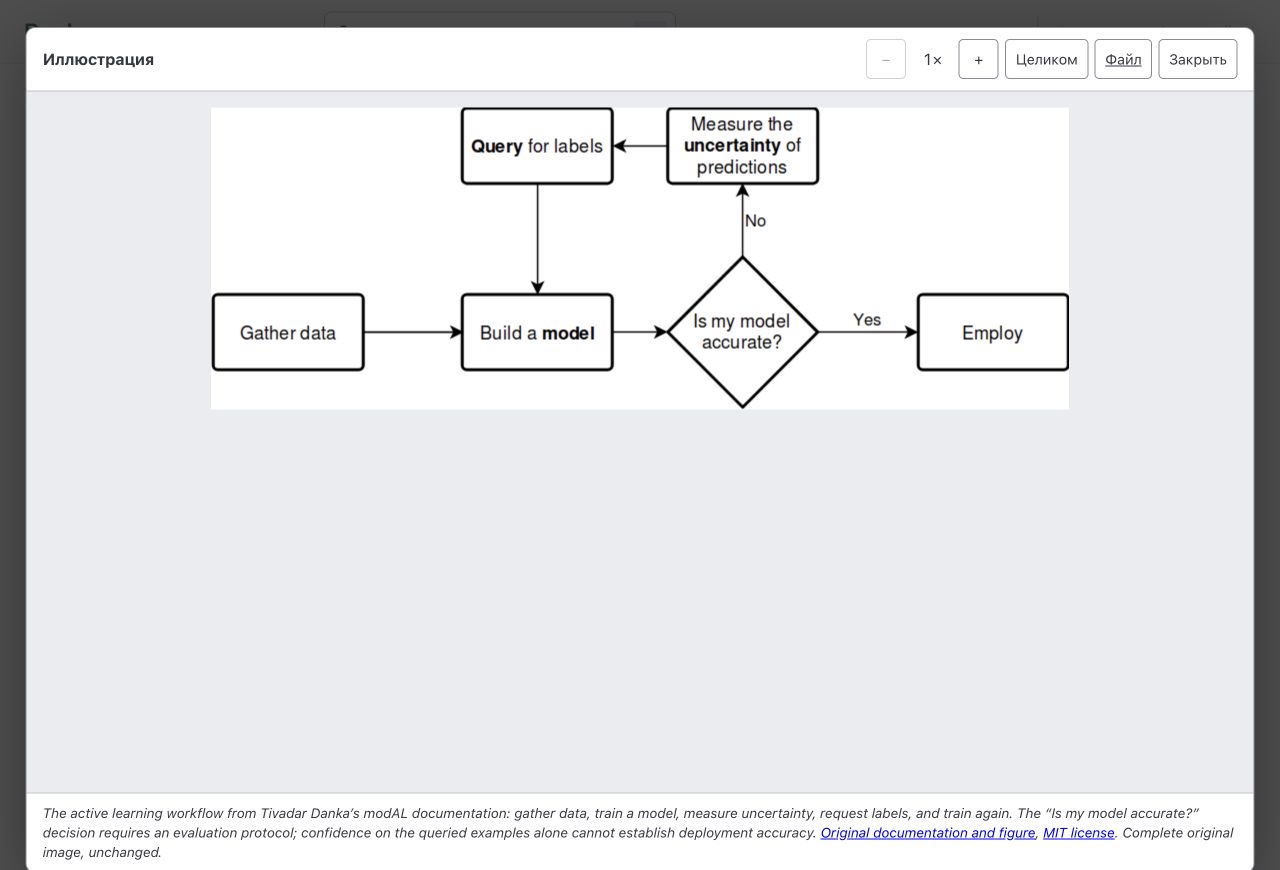 Иллюстрация
−
1×
+
Целиком
Файл
Закрыть
Query for labels
Measure the
uncertainty of
predictions
No
Gather data
Build a model
Is my model
accurate?
Yes
Employ
The active learning workflow from Tivadar Danka’s modAL documentation: gather data, train a model, measure uncertainty, request labels, and train again. The “Is my model accurate?”
decision requires an evaluation protocol; confidence on the queried examples alone cannot establish deployment accuracy. Original documentation and figure, MIT license. Complete original
image, unchanged.